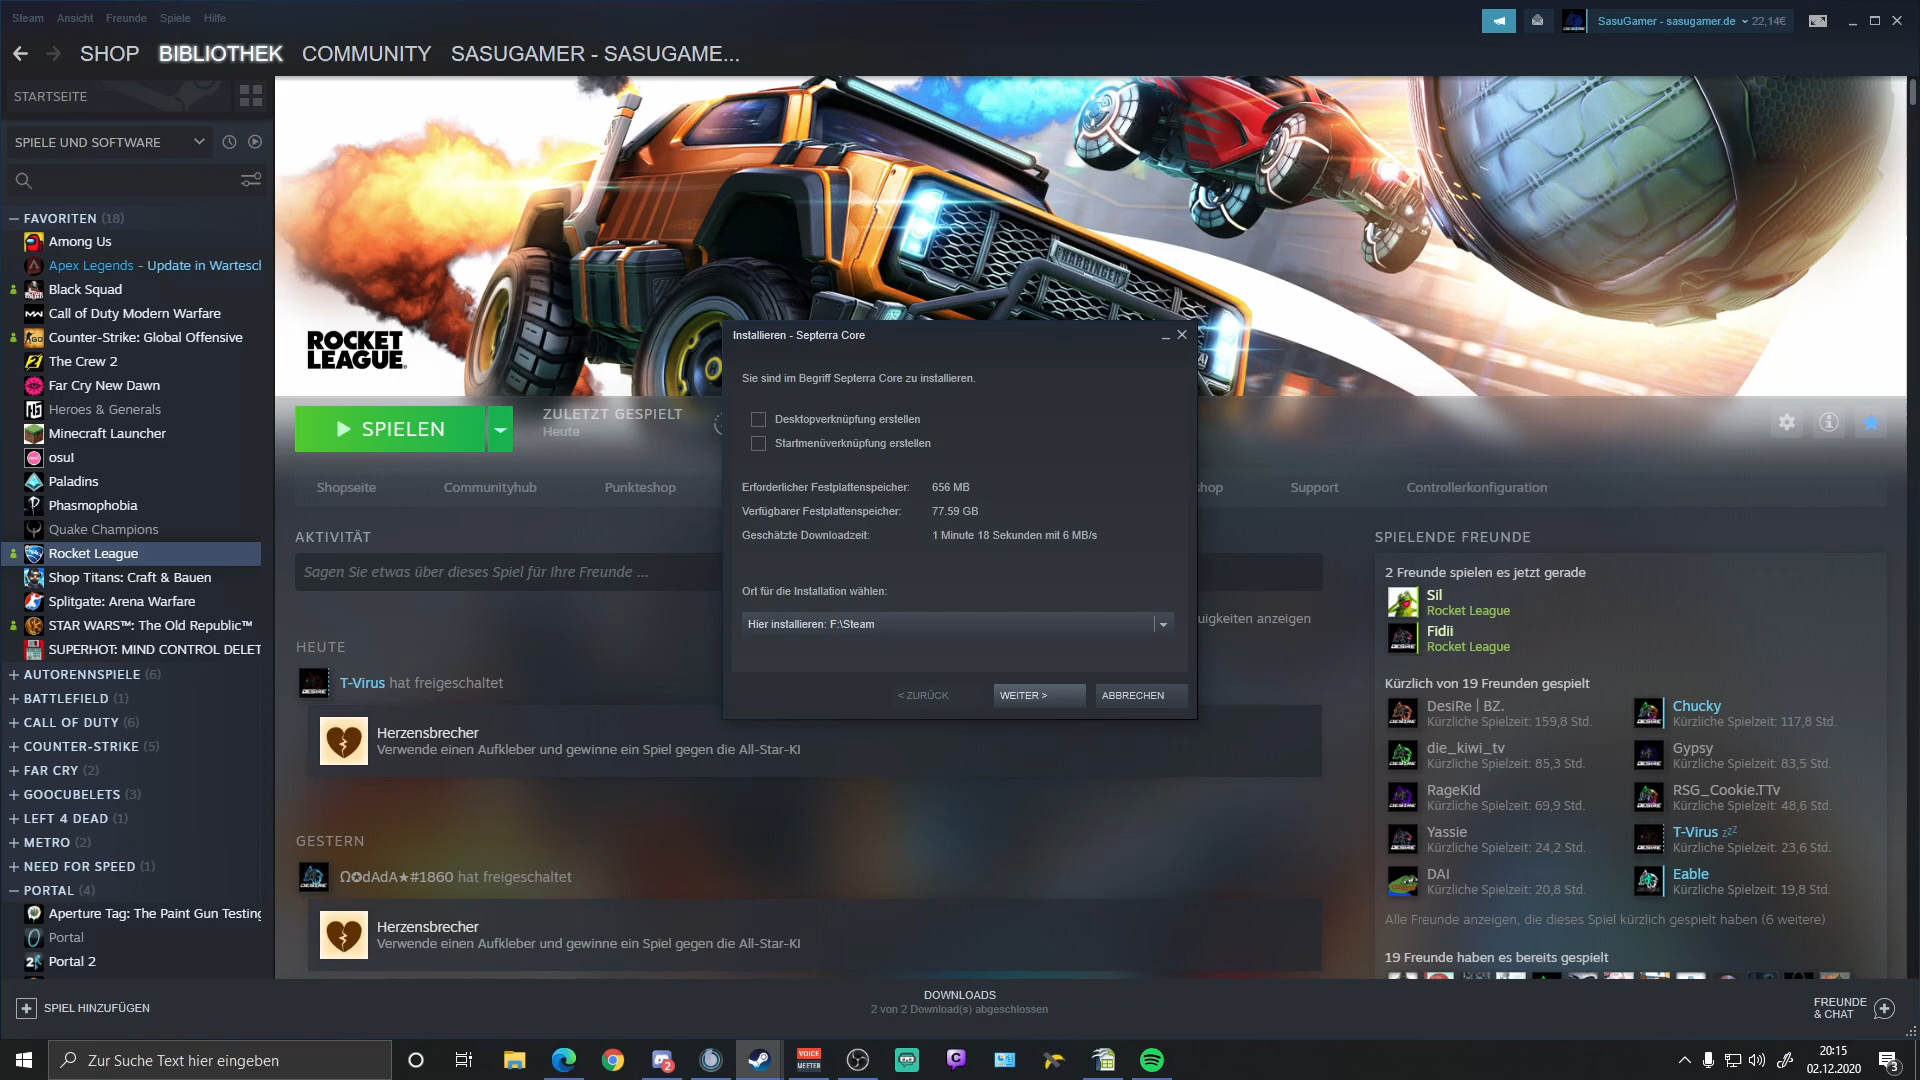 Steam Ansicht Freunde Spiele Hilfe
SasuGamer - sasugamer.de 22,14€
SHOP BIBLIOTHEK COMMUNITY SASUGAMER - SASUGAME...
STARTSEITE
SPIELE UND SOFTWARE
FAVORITEN (18)
Among Us
Apex Legends - Update in Wartesch
Black Squad
Call of Duty Modern Warfare
Counter-Strike: Global Offensive
The Crew 2
Far Cry New Dawn
Heroes & Generals
Minecraft Launcher
osu!
Paladins
Phasmophobia
Quake Champions
Rocket League
Shop Titans: Craft & Bauen
Splitgate: Arena Warfare
STAR WARS™: The Old Republic™
SUPERHOT: MIND CONTROL DELET
AUTORENNSPIELE (6)
BATTLEFIELD (1)
CALL OF DUTY (6)
COUNTER-STRIKE (5)
FAR CRY (2)
GOOCUBELETS (3)
LEFT 4 DEAD (1)
METRO (2)
NEED FOR SPEED (1)
PORTAL (4)
Aperture Tag: The Paint Gun Testing
Portal
Portal 2
SPIEL HINZUFÜGEN
HARBINGER
ROCKET
LEAGUE
SPIELEN
ZULETZT GESPIELT
Heute
Shopseite Communityhub Punkteshop
hop Support Controllerkonfiguration
Installieren - Septerra Core
Sie sind im Begriff Septerra Core zu installieren.
Desktopverknüpfung erstellen
Startmenüverknüpfung erstellen
Erforderlicher Festplattenspeicher: 656 MB
Verfügbarer Festplattenspeicher: 77.59 GB
Geschätzte Downloadzeit: 1 Minute 18 Sekunden mit 6 MB/s
Ort für die Installation wählen:
Hier installieren: F:\Steam
< ZURÜCK WEITER > ABBRECHEN
AKTIVITÄT
Sagen Sie etwas über dieses Spiel für Ihre Freunde ...
uigkeiten anzeigen
HEUTE
T-Virus hat freigeschaltet
Herzensbrecher
Verwende einen Aufkleber und gewinne ein Spiel gegen die All-Star-KI
GESTERN
Ω✪dAdA★#1860 hat freigeschaltet
Herzensbrecher
Verwende einen Aufkleber und gewinne ein Spiel gegen die All-Star-KI
SPIELENDE FREUNDE
2 Freunde spielen es jetzt gerade
Sil
Rocket League
Fidii
Rocket League
Kürzlich von 19 Freunden gespielt
DesiRe | BZ.
Kürzliche Spielzeit: 159,8 Std.
Chucky
Kürzliche Spielzeit: 117,8 Std.
die_kiwi_tv
Kürzliche Spielzeit: 85,3 Std.
Gypsy
Kürzliche Spielzeit: 83,5 Std.
RageKId
Kürzliche Spielzeit: 69,9 Std.
RSG_Cookie.TTv
Kürzliche Spielzeit: 48,6 Std.
Yassie
Kürzliche Spielzeit: 24,2 Std.
T-Virus zzZ
Kürzliche Spielzeit: 23,6 Std.
DAI
Kürzliche Spielzeit: 20,8 Std.
Eable
Kürzliche Spielzeit: 19,8 Std.
Alle Freunde anzeigen, die dieses Spiel kürzlich gespielt haben (6 weitere)
19 Freunde haben es bereits gespielt
DOWNLOADS
2 von 2 Download(s) abgeschlossen
FREUNDE
& CHAT
Zur Suche Text hier eingeben
2
VOICE
MEETER
20:15
02.12.2020
3